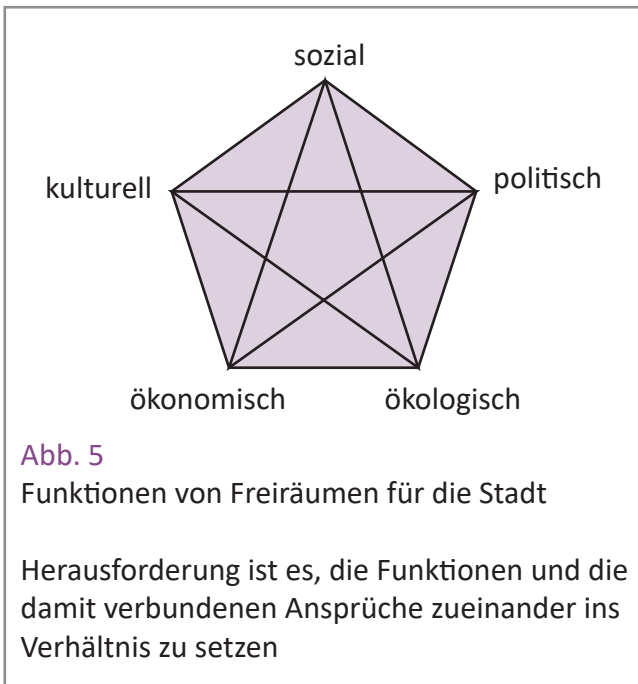 sozial
kulturell
politisch
ökonomisch
ökologisch
Abb. 5
Funktionen von Freiräumen für die Stadt
Herausforderung ist es, die Funktionen und die
damit verbundenen Ansprüche zueinander ins
Verhältnis zu setzen